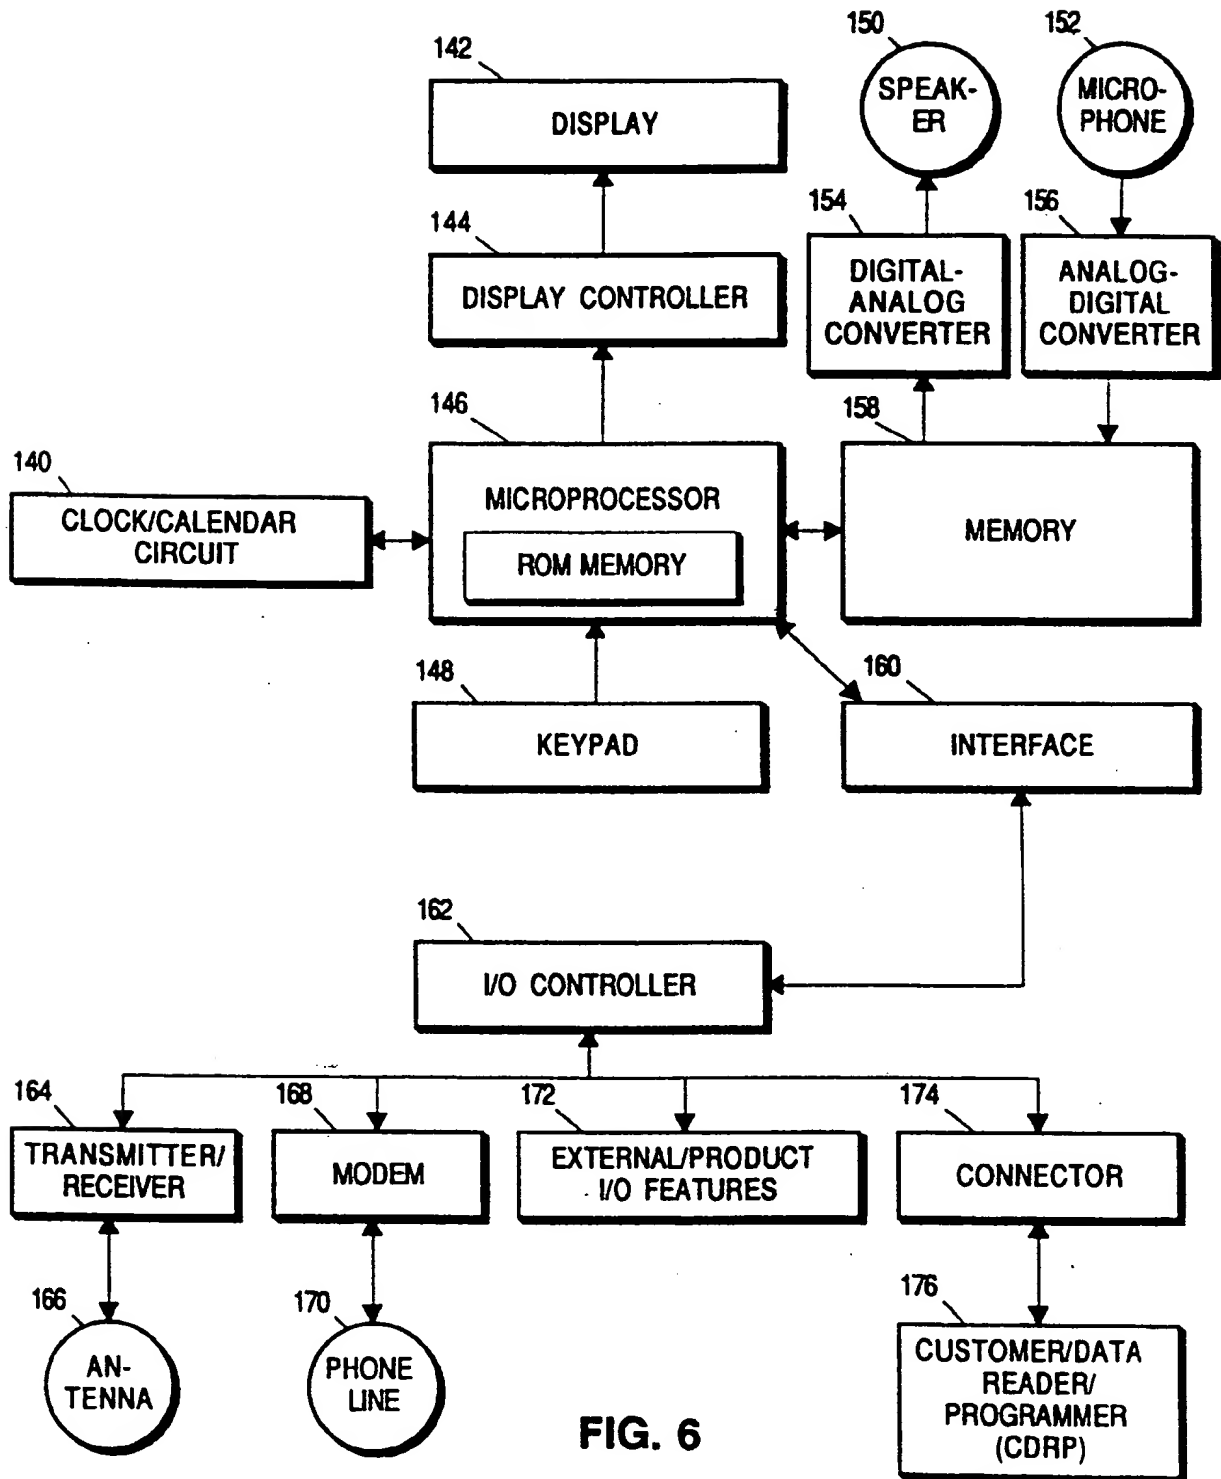 150
152
142
SPEAK-
ER
MICRO-
PHONE
DISPLAY
154
156
144
DIGITAL-
ANALOG
CONVERTER
ANALOG-
DIGITAL
CONVERTER
DISPLAY CONTROLLER
146
158
140
MICROPROCESSOR
CLOCK/CALENDAR
CIRCUIT
MEMORY
ROM MEMORY
148
160
KEYPAD
INTERFACE
162
I/O CONTROLLER
164
168
172
174
TRANSMITTER/
RECEIVER
MODEM
EXTERNAL/PRODUCT
I/O FEATURES
CONNECTOR
166
170
176
AN-
TENNA
PHONE
LINE
CUSTOMER/DATA
READER/
PROGRAMMER
(CDRP)
FIG. 6